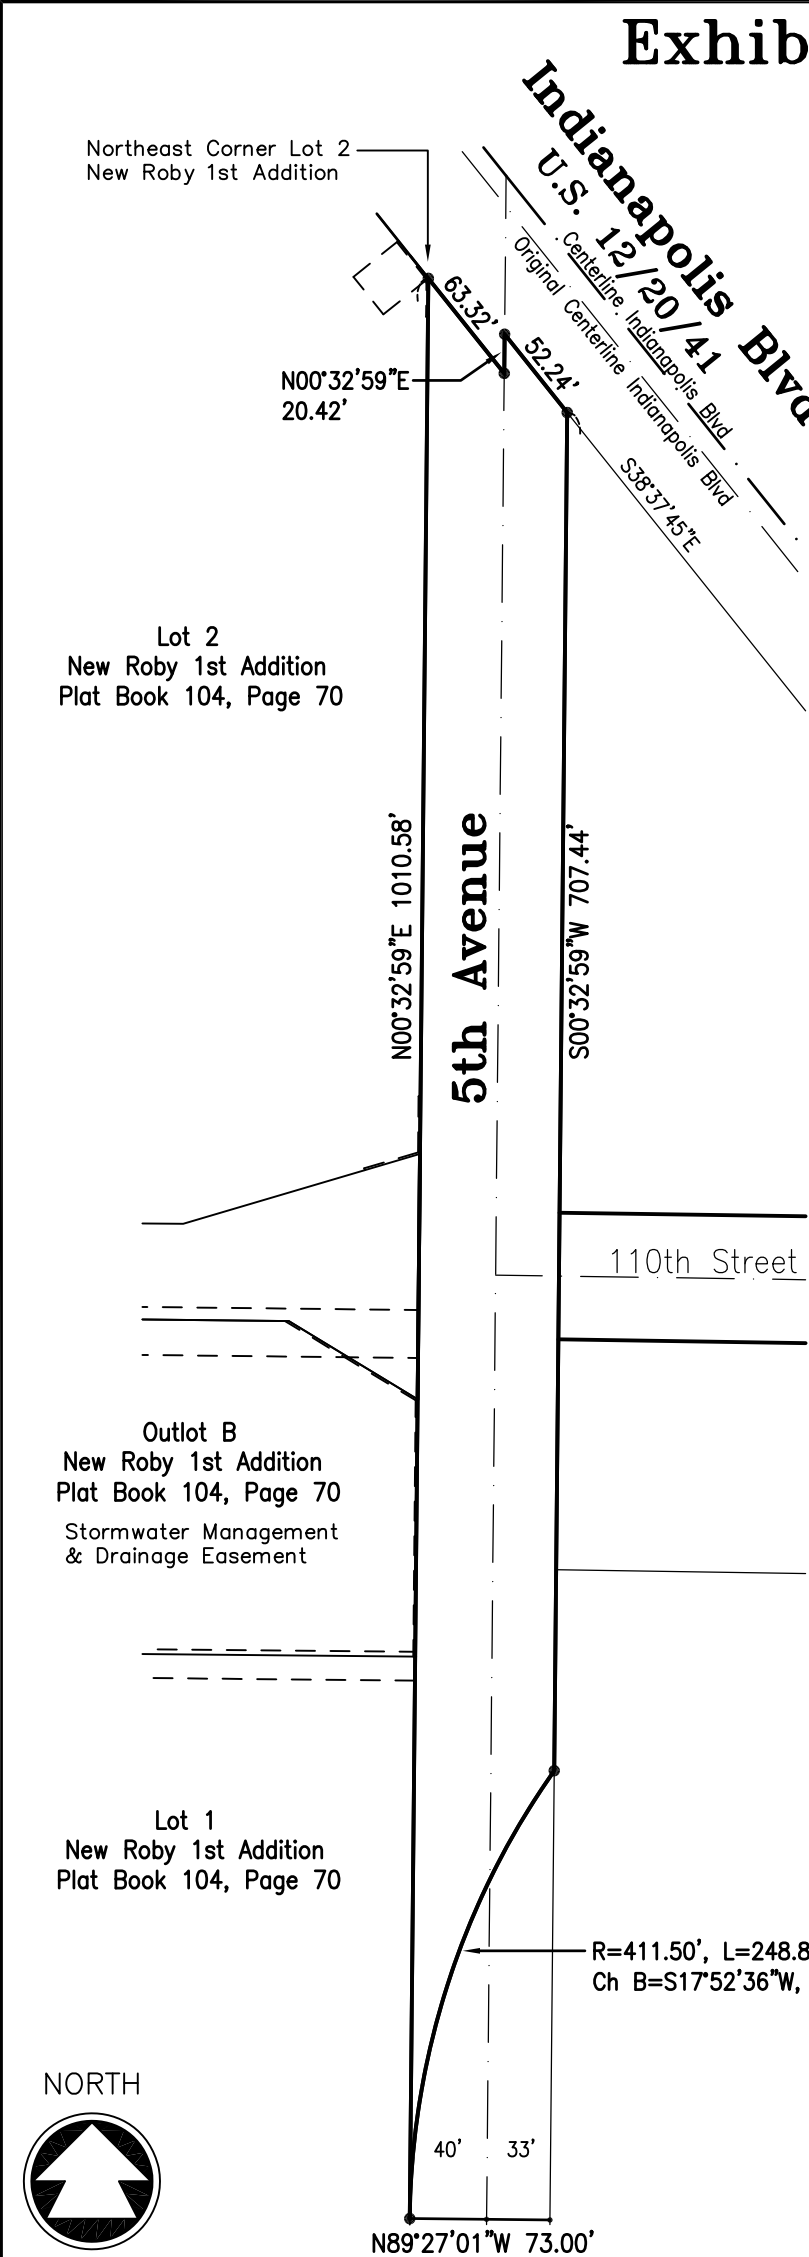 Exhib
Indianapolis Blvd
U.S. 12/20/41
Centerline Indianapolis Blvd
Original Centerline Indianapolis Blvd
Northeast Corner Lot 2
New Roby 1st Addition
63.32'
52.24'
N00°32'59"E
20.42'
S38°37'45"E
Lot 2
New Roby 1st Addition
Plat Book 104, Page 70
N00°32'59"E 1010.58'
5th Avenue
S00°32'59"W 707.44'
110th Street
Outlot B
New Roby 1st Addition
Plat Book 104, Page 70
Stormwater Management
& Drainage Easement
Lot 1
New Roby 1st Addition
Plat Book 104, Page 70
R=411.50', L=248.8
Ch B=S17°52'36"W,
NORTH
40'
33'
N89°27'01"W 73.00'